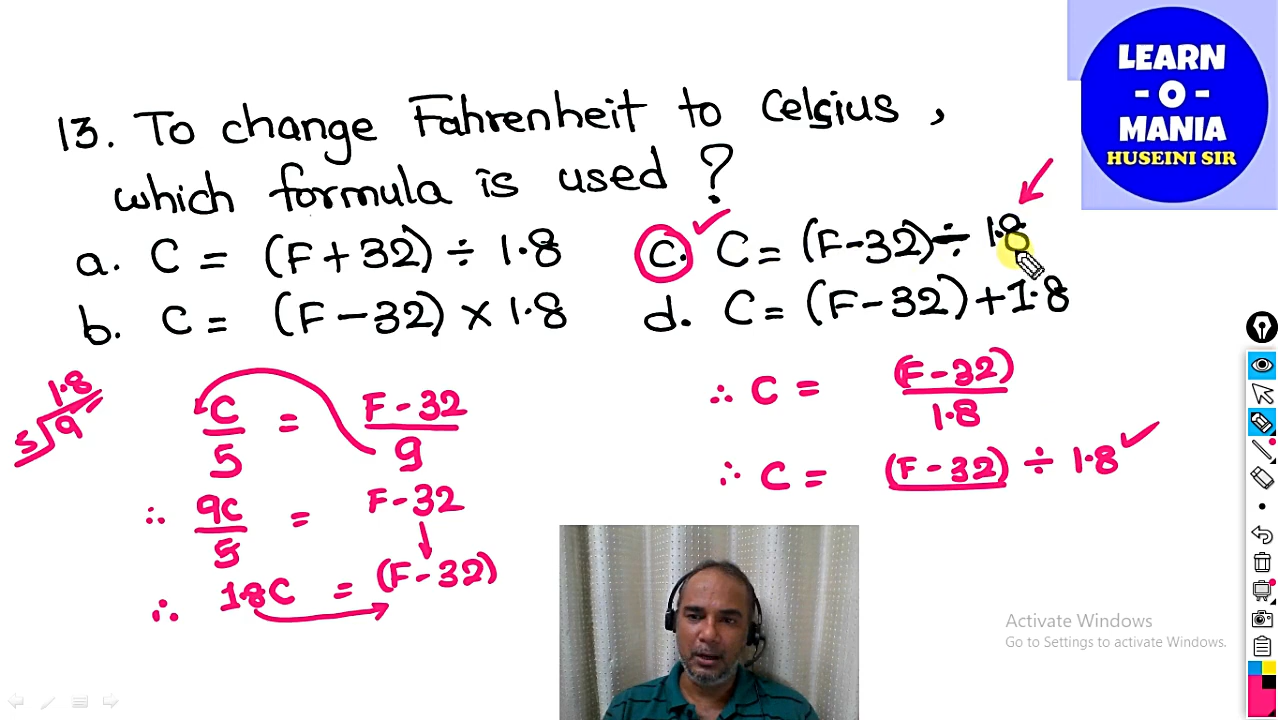 LEARN
- O -
MANIA
HUSEINI SIR
13. To change Fahrenheit to Celsius ,
which formula is used ?
a. C = (F + 32) ÷ 1.8
b. C = (F - 32) × 1.8
c. C = (F - 32) ÷ 1.8
d. C = (F - 32) + 1.8
1.8
5 9
C/5 = F - 32/9
∴ 9C/5 = F - 32
∴ 1.8C = (F - 32)
∴ C = (F - 32)/1.8
∴ C = (F - 32) ÷ 1.8
Activate Windows
Go to Settings to activate Windows.